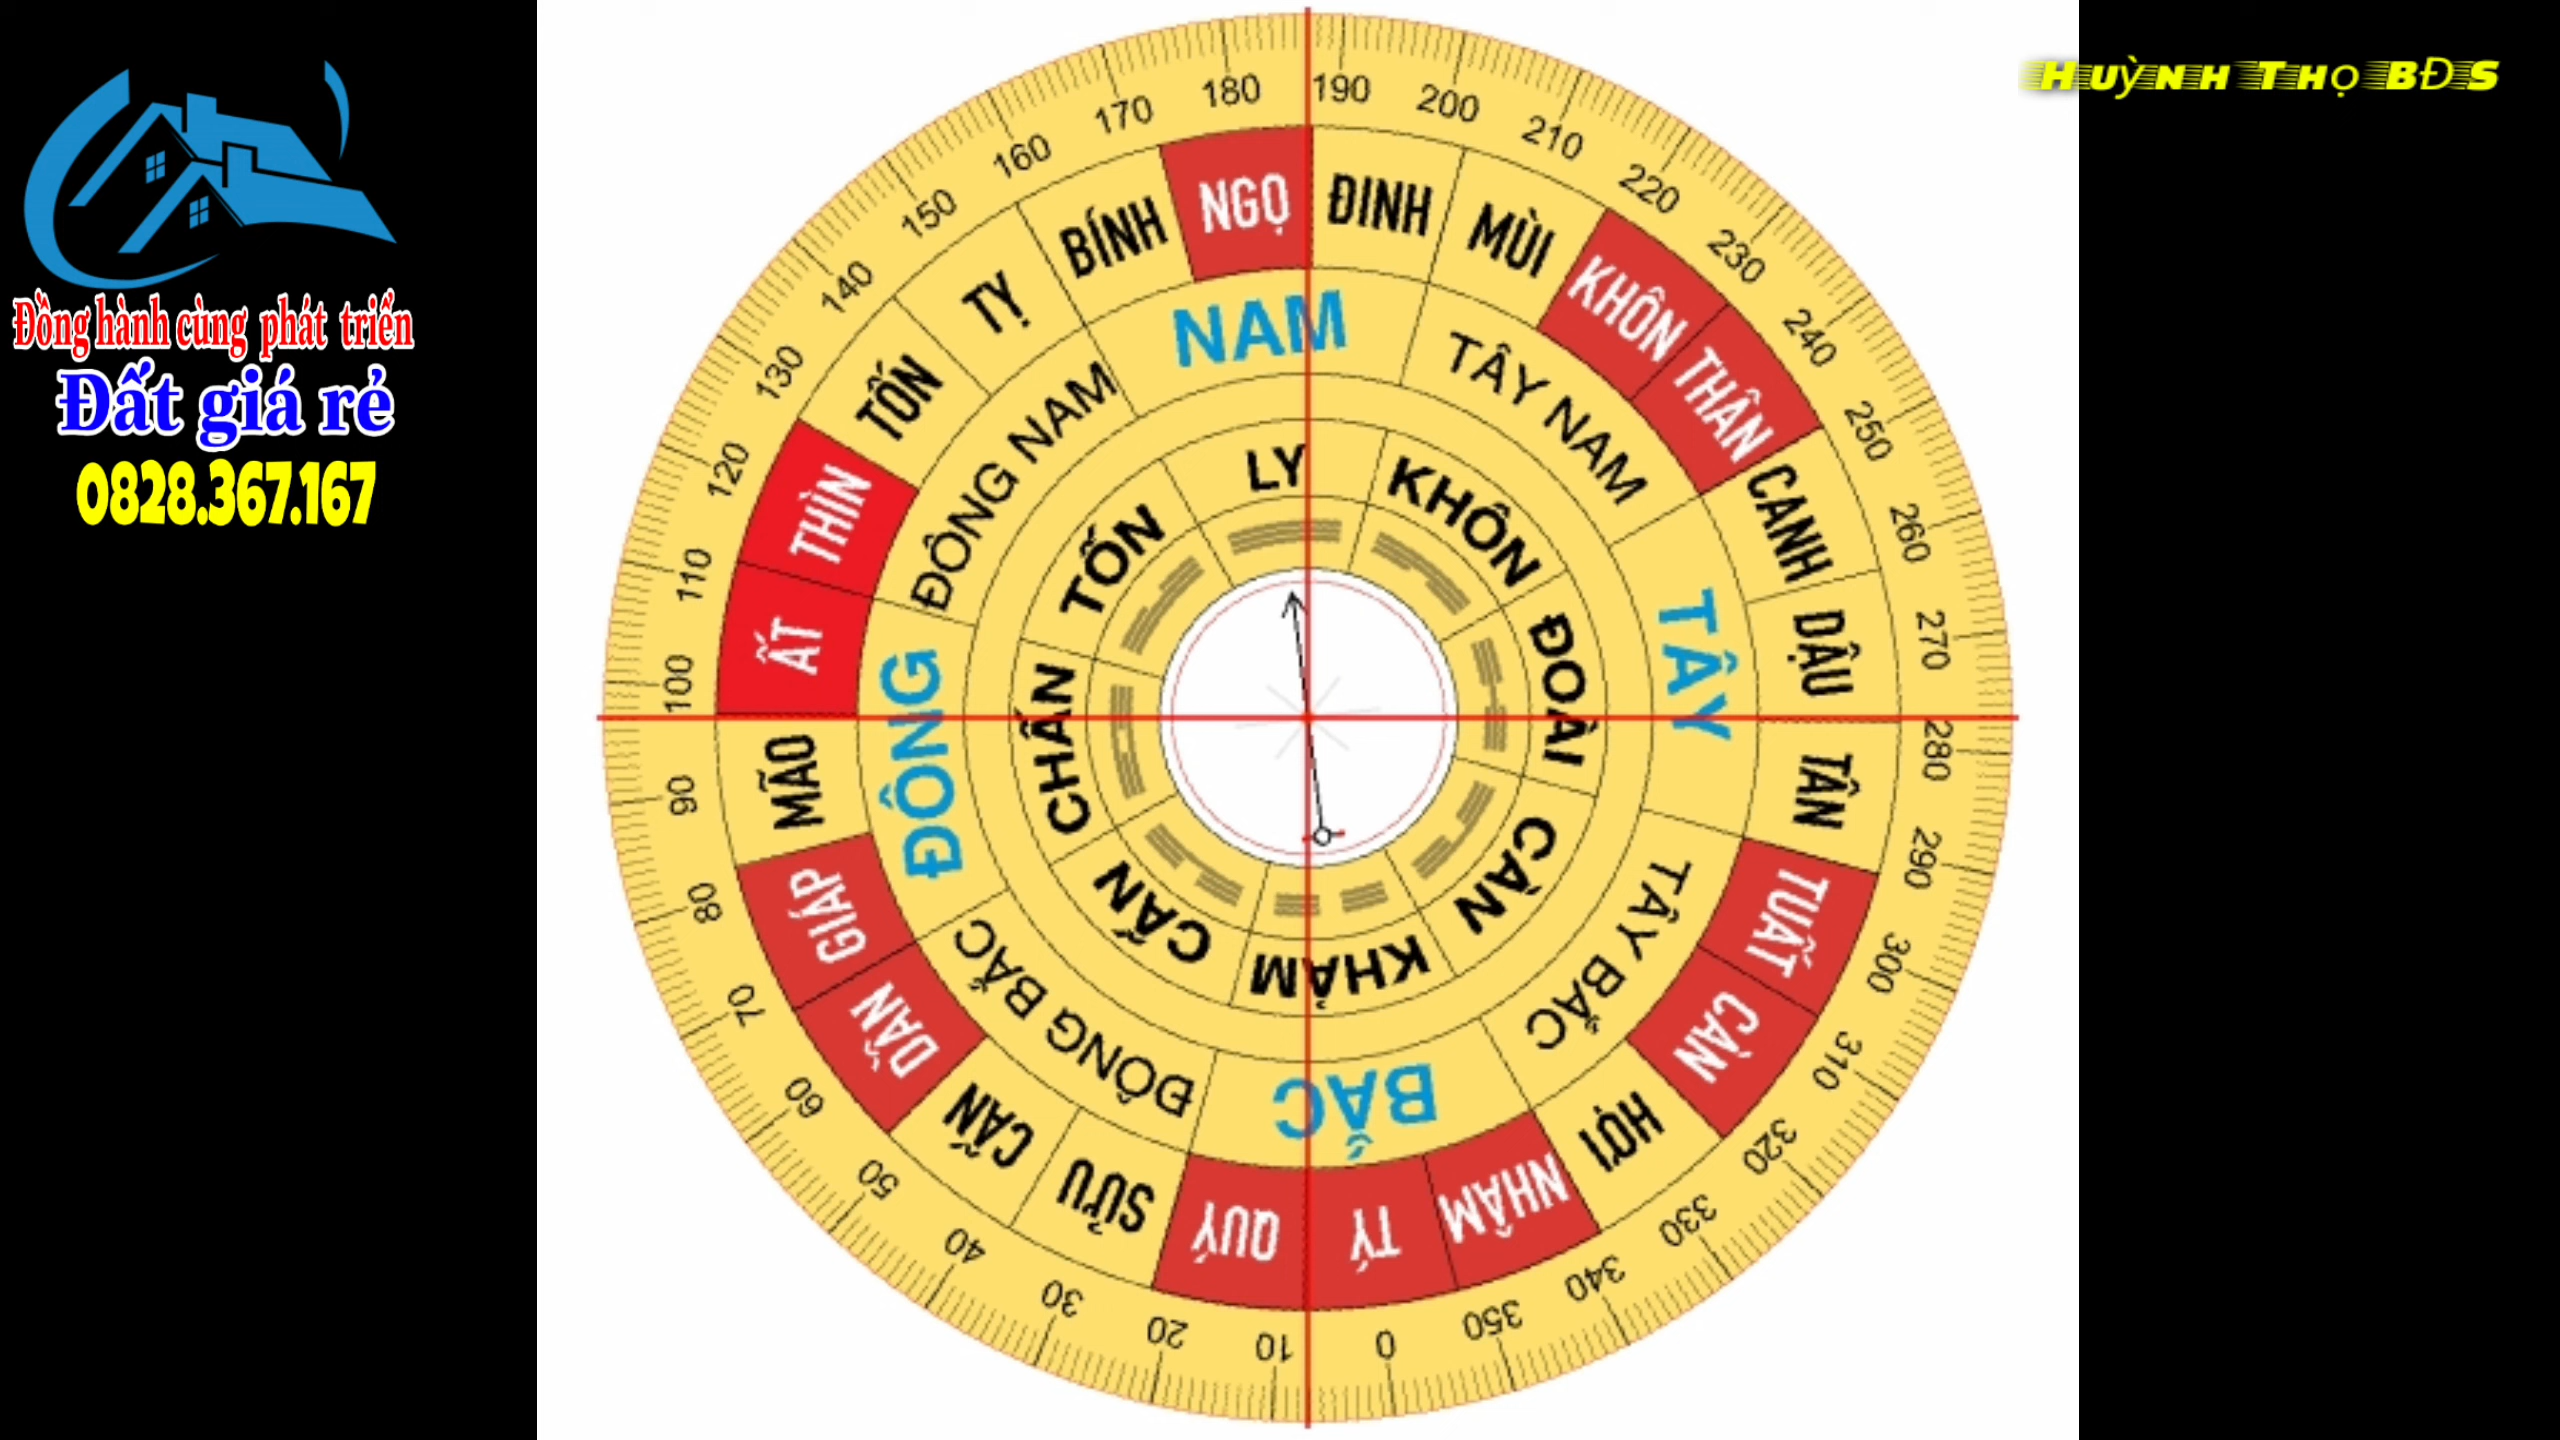 Huỳnh Thọ BĐS
Đồng hành cùng phát triển
Đất giá rẻ
0828.367.167
180
190
200
210
220
230
240
250
260
270
280
290
300
310
320
330
340
350
0
10
20
30
40
50
60
70
80
90
100
110
120
130
140
150
160
170
NGỌ
ĐINH
MÙI
KHÔN
THÂN
CANH
DẬU
TÂN
TUẤT
CÀN
HỢI
NHÂM
TÝ
QUÝ
SỬU
CẤN
DẦN
GIÁP
MÃO
ẤT
THÌN
TỐN
TỴ
BÍNH
NAM
TÂY NAM
TÂY
TÂY BẮC
BẮC
ĐÔNG BẮC
ĐÔNG
ĐÔNG NAM
LY
KHÔN
ĐOÀI
CÀN
KHẢM
CẤN
CHẤN
TỐN